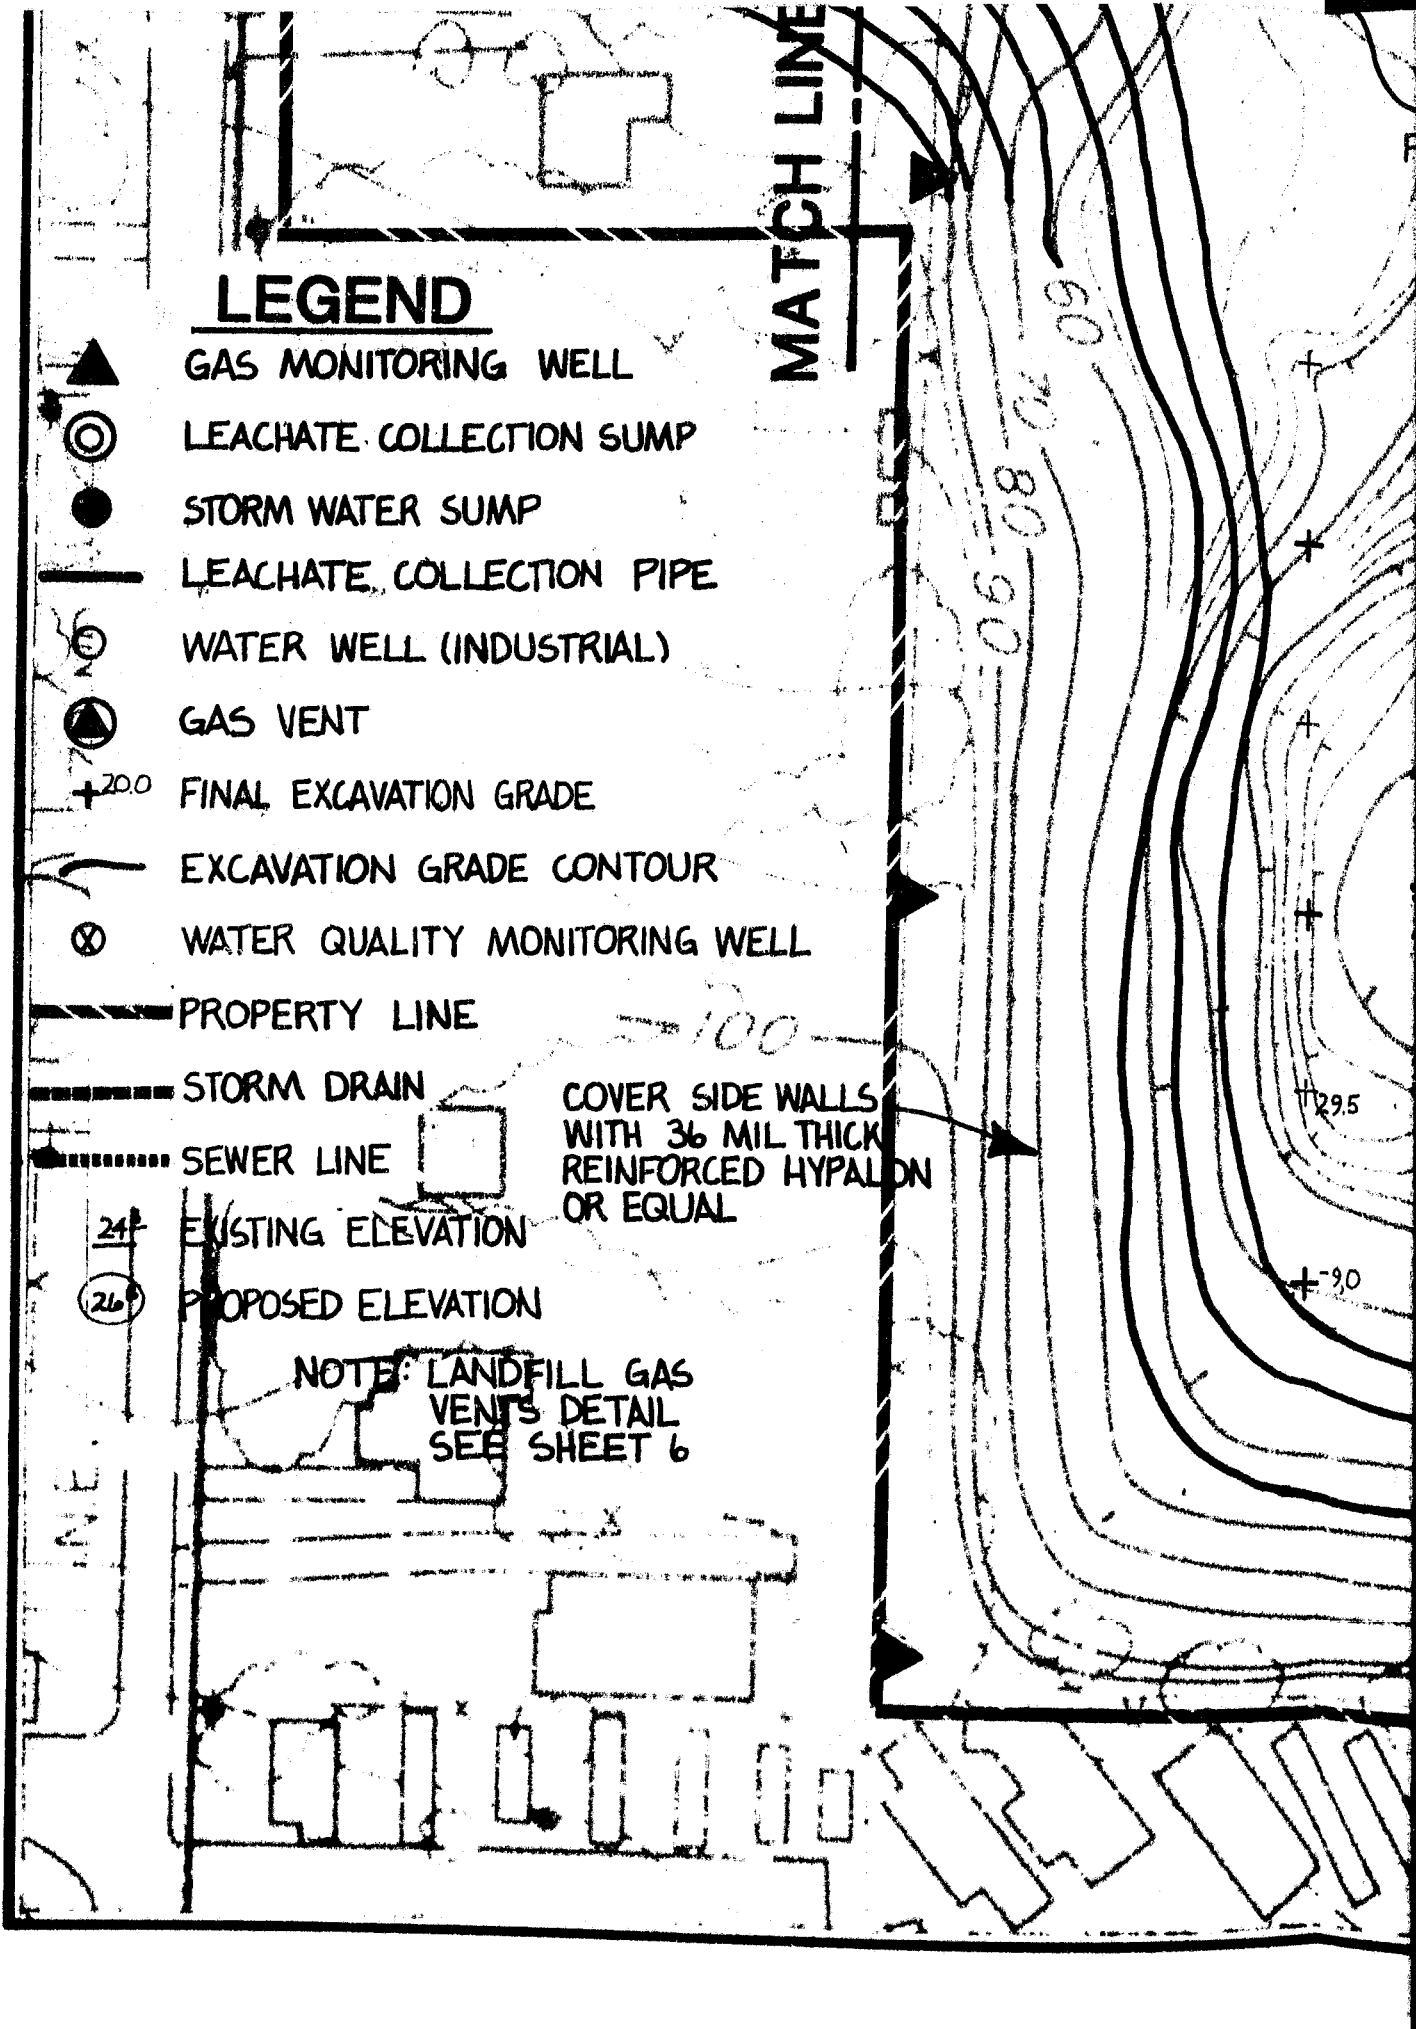 MATCH LINE
LEGEND
GAS MONITORING WELL
LEACHATE COLLECTION SUMP
STORM WATER SUMP
LEACHATE COLLECTION PIPE
WATER WELL (INDUSTRIAL)
GAS VENT
+20.0 FINAL EXCAVATION GRADE
EXCAVATION GRADE CONTOUR
WATER QUALITY MONITORING WELL
PROPERTY LINE
STORM DRAIN
SEWER LINE
EXISTING ELEVATION
PROPOSED ELEVATION
NOTE: LANDFILL GAS
VENTS DETAIL
SEE SHEET 6
COVER SIDE WALLS
WITH 36 MIL THICK
REINFORCED HYPALON
OR EQUAL
60
70
80
90
100
29.5
-9.0